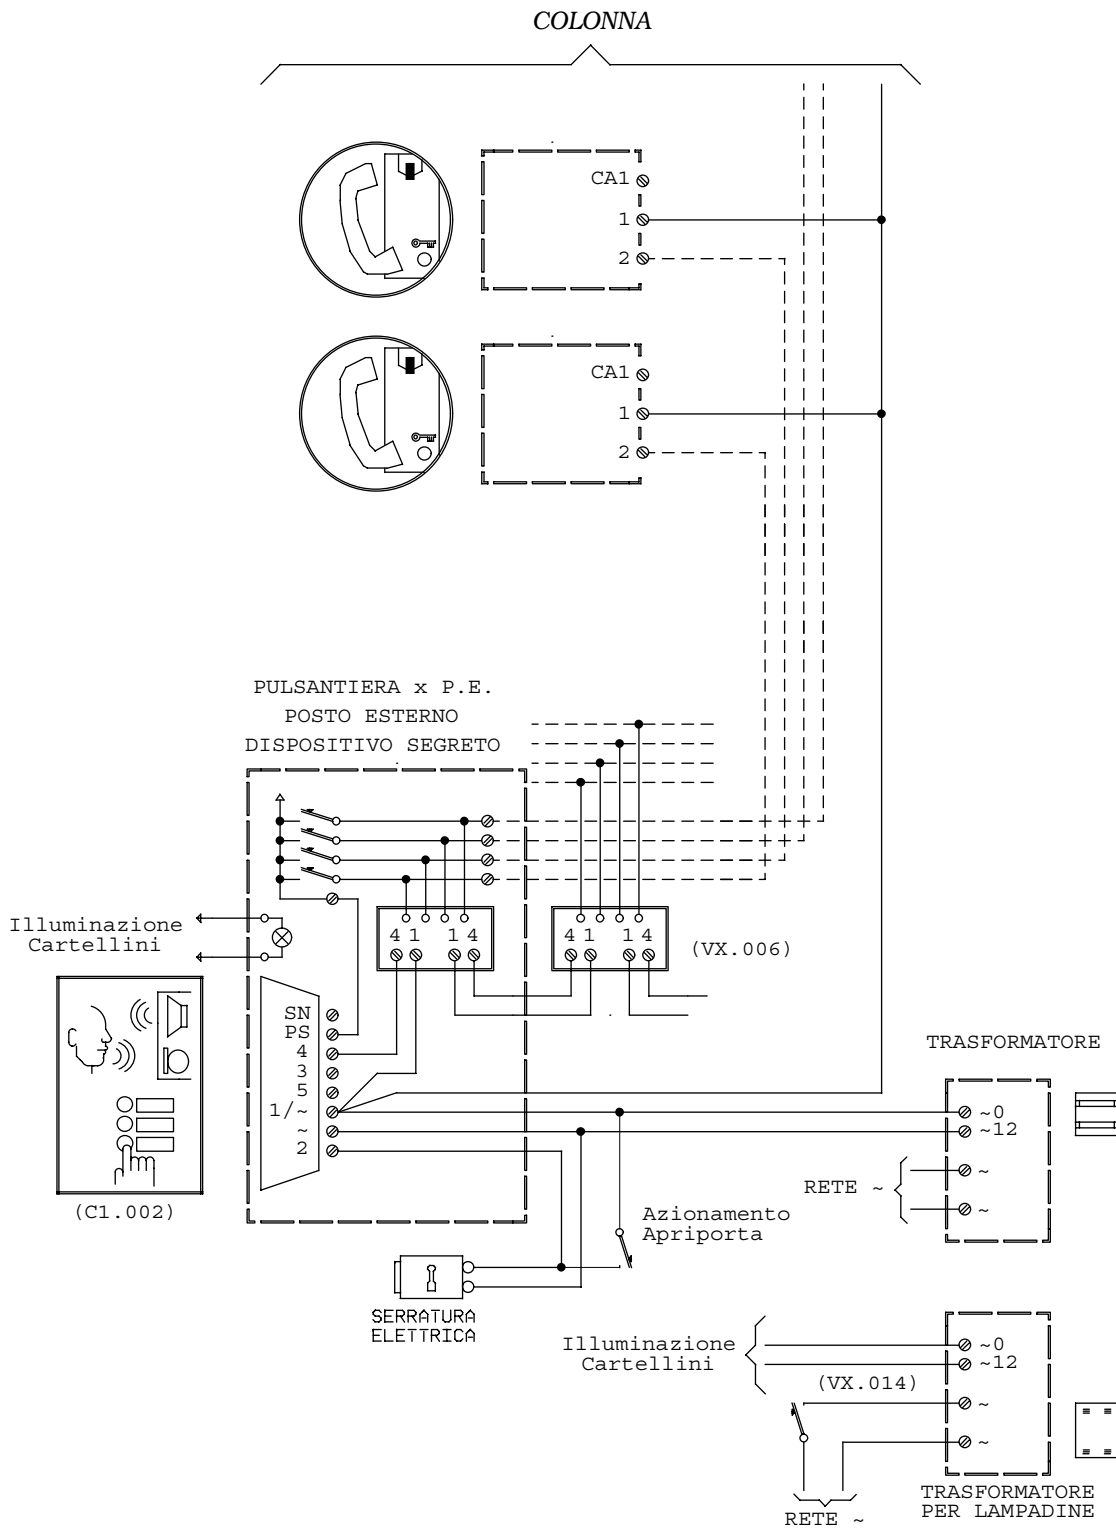 COLONNA
CA1
1
2
CA1
1
2
PULSANTIERA x P.E.
POSTO ESTERNO
DISPOSITIVO SEGRETO
Illuminazione
Cartellini
4 1 1 4
4 1 1 4
(VX.006)
SN
PS
4
3
5
1/~
~
2
(C1.002)
TRASFORMATORE
~0
~12
~
~
RETE ~
Azionamento
Apriporta
SERRATURA
ELETTRICA
Illuminazione
Cartellini
(VX.014)
~0
~12
~
~
RETE ~
TRASFORMATORE
PER LAMPADINE